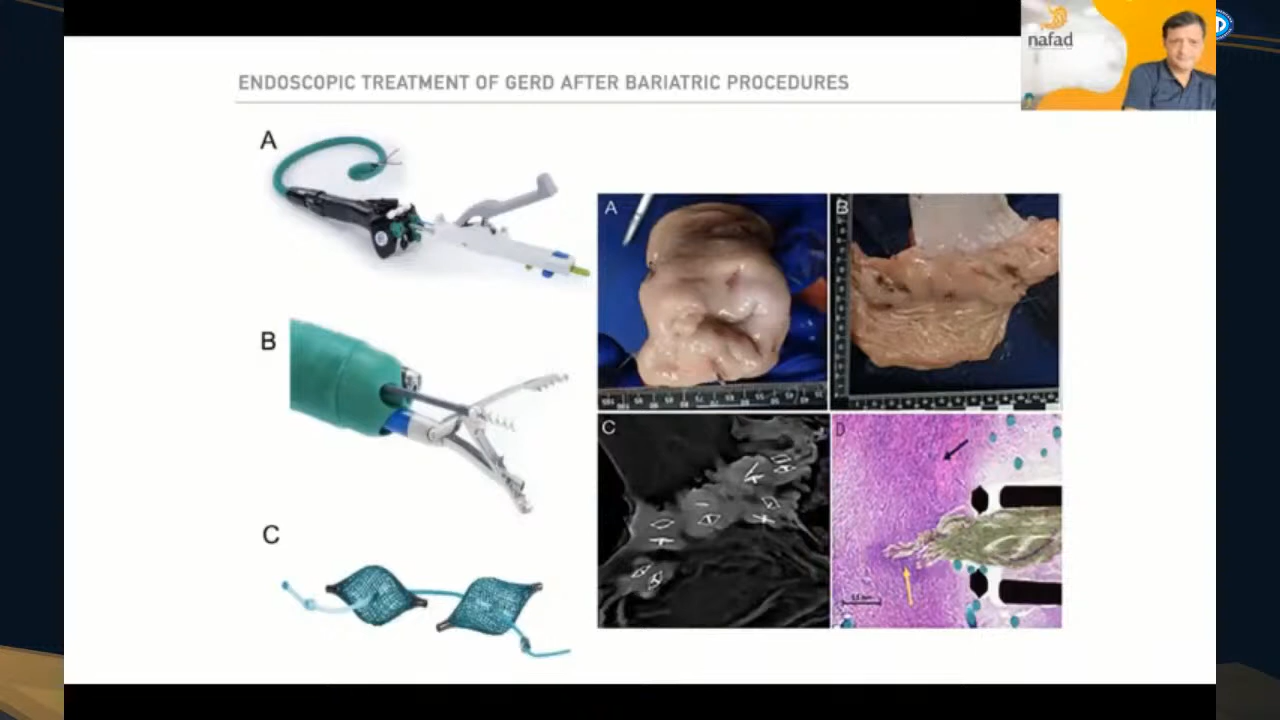 nafad
ENDOSCOPIC TREATMENT OF GERD AFTER BARIATRIC PROCEDURES
A
B
C
A
B
C
D